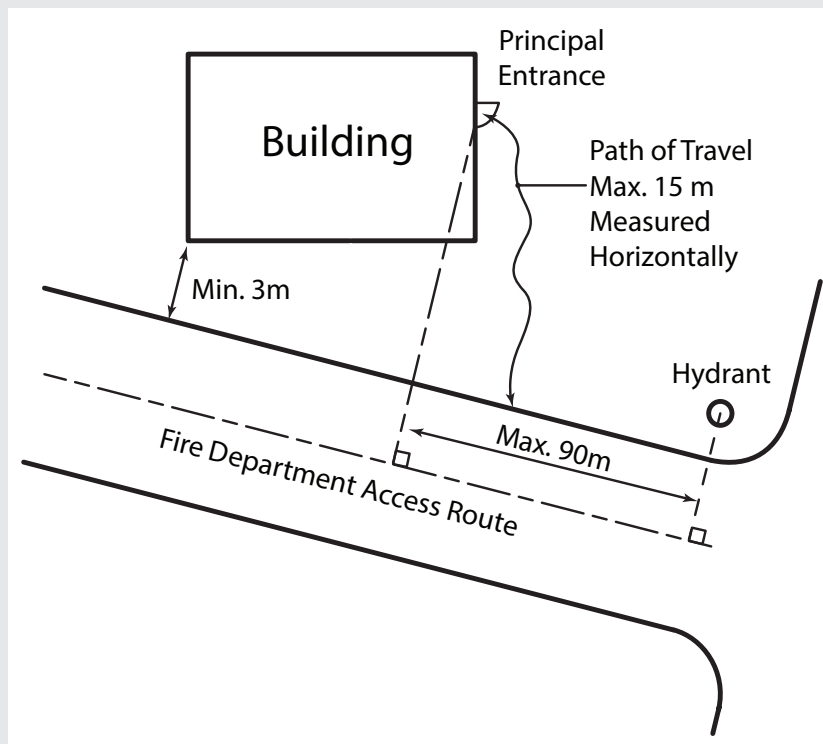 Principal
Entrance
Building
Path of Travel
Max. 15 m
Measured
Horizontally
Min. 3m
Hydrant
Max. 90m
Fire Department Access Route